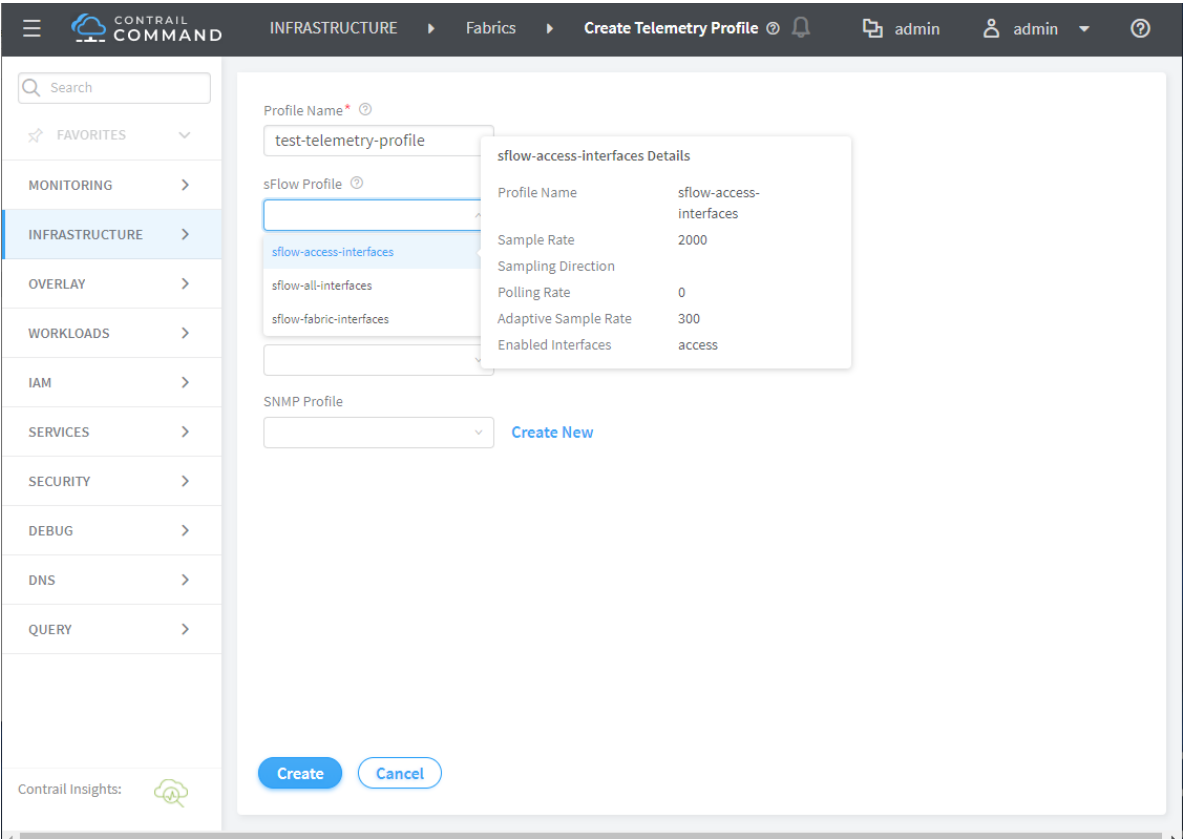 CONTRAIL
COMMAND
INFRASTRUCTURE Fabrics Create Telemetry Profile admin admin
Search
FAVORITES
MONITORING
INFRASTRUCTURE
OVERLAY
WORKLOADS
IAM
SERVICES
SECURITY
DEBUG
DNS
QUERY
Contrail Insights:
Profile Name*
test-telemetry-profile
sFlow Profile
sflow-access-interfaces
sflow-all-interfaces
sflow-fabric-interfaces
sflow-access-interfaces Details
Profile Name sflow-access-
interfaces
Sample Rate 2000
Sampling Direction
Polling Rate 0
Adaptive Sample Rate 300
Enabled Interfaces access
SNMP Profile
Create New
Create Cancel